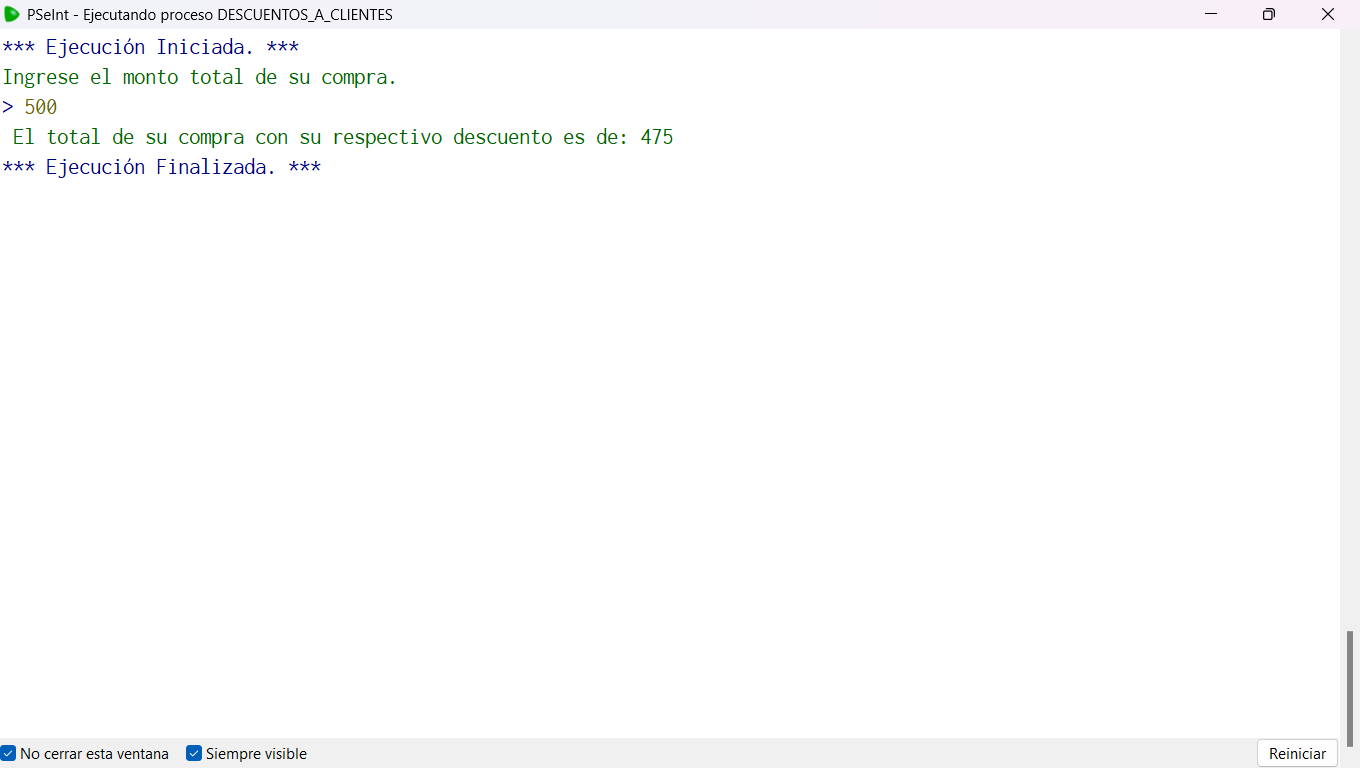 PSeInt - Ejecutando proceso DESCUENTOS_A_CLIENTES
*** Ejecución Iniciada. ***
Ingrese el monto total de su compra.
> 500
El total de su compra con su respectivo descuento es de: 475
*** Ejecución Finalizada. ***
No cerrar esta ventana Siempre visible Reiniciar